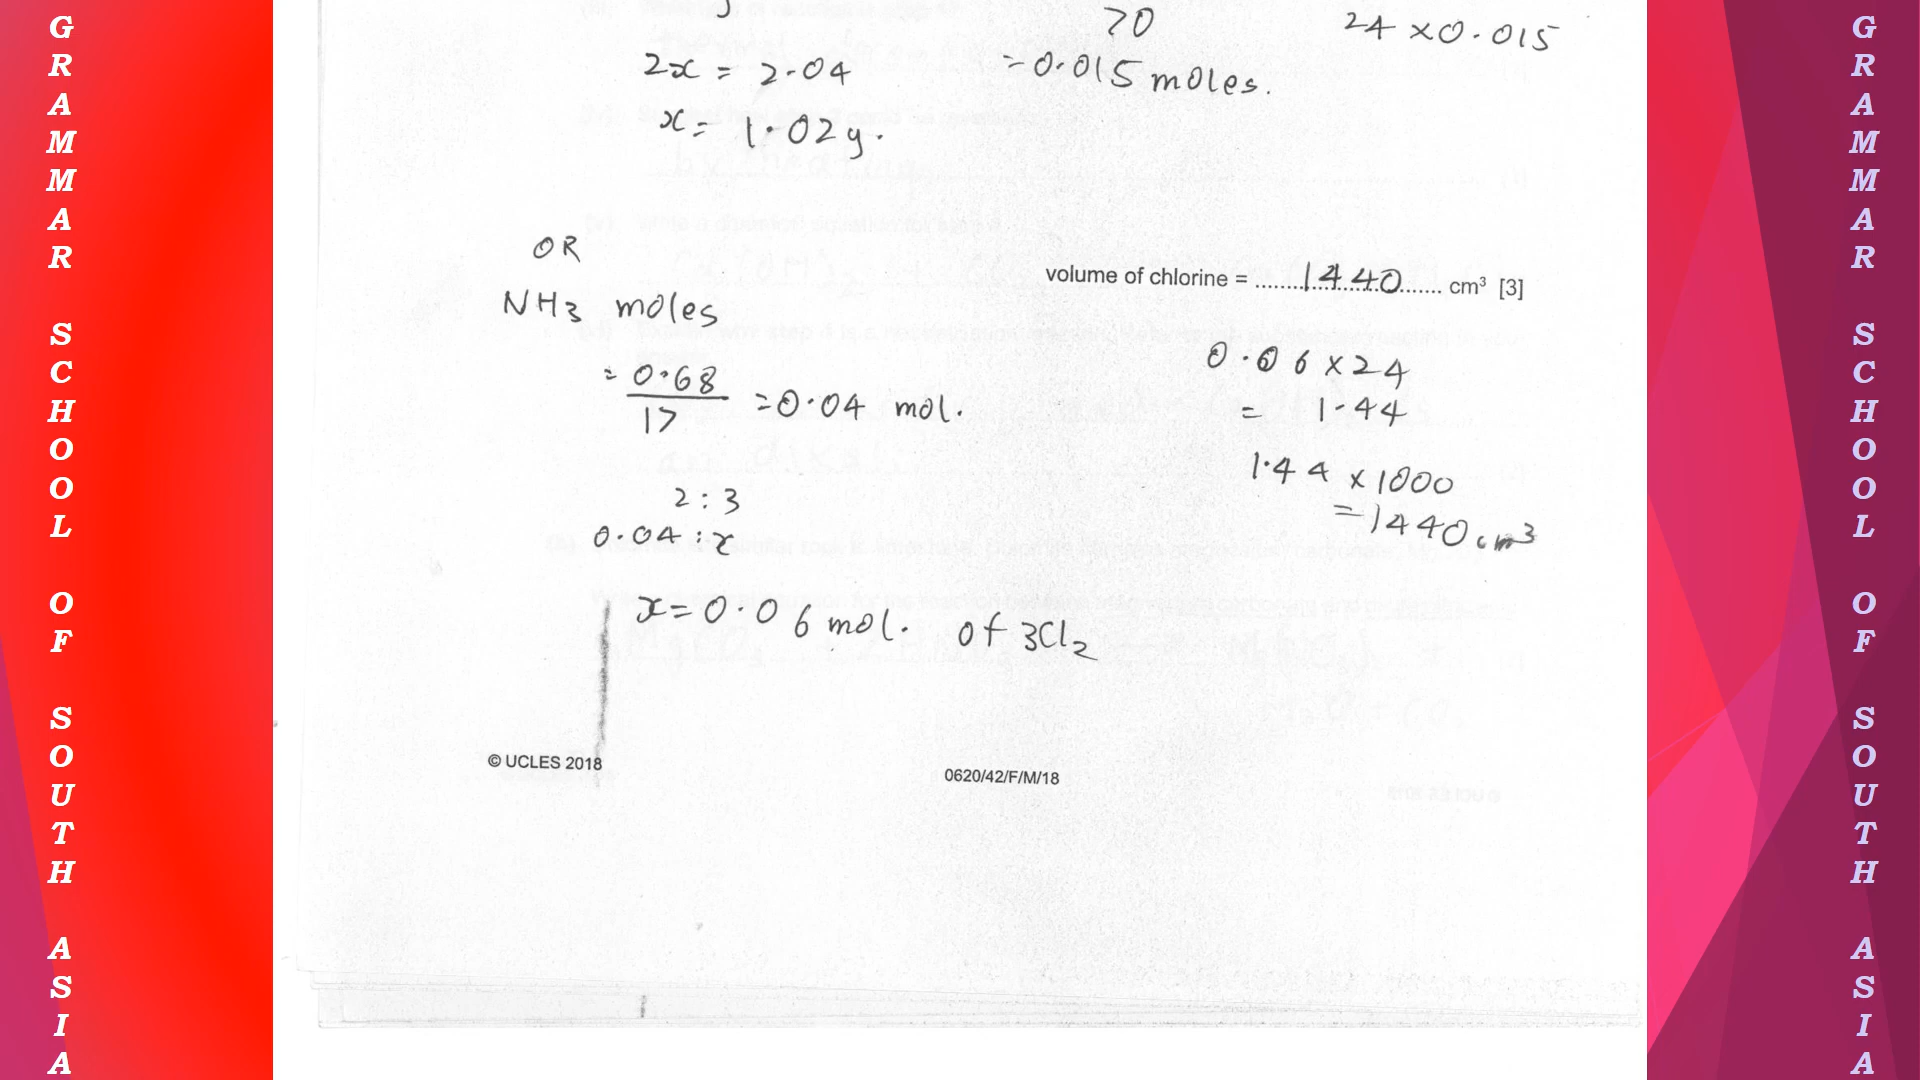 GRAMMAR SCHOOL OF SOUTH ASIA
70
24 × 0.015
2x = 2.04
= 0.015 moles.
x = 1.02g.
OR
volume of chlorine = ........1440........ cm³ [3]
NH3 moles
= 0.68
17
= 0.04 mol.
0.06 × 24
= 1.44
1.44 × 1000
= 1440 cm³
2 : 3
0.04 : x
x = 0.06 mol. of 3Cl2
© UCLES 2018
0620/42/F/M/18
GRAMMAR SCHOOL OF SOUTH ASIA